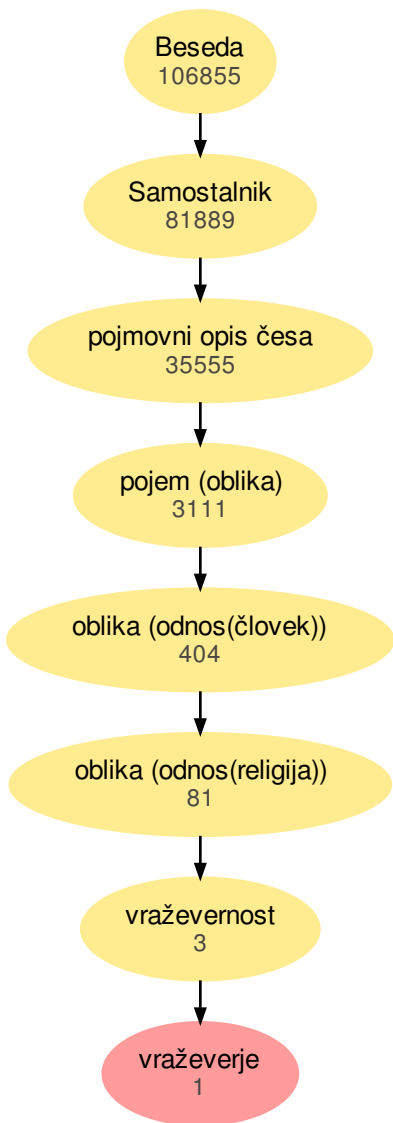 Beseda
106855
Samostalnik
81889
pojmovni opis česa
35555
pojem (oblika)
3111
oblika (odnos(človek))
404
oblika (odnos(religija))
81
vraževernost
3
vraževerje
1